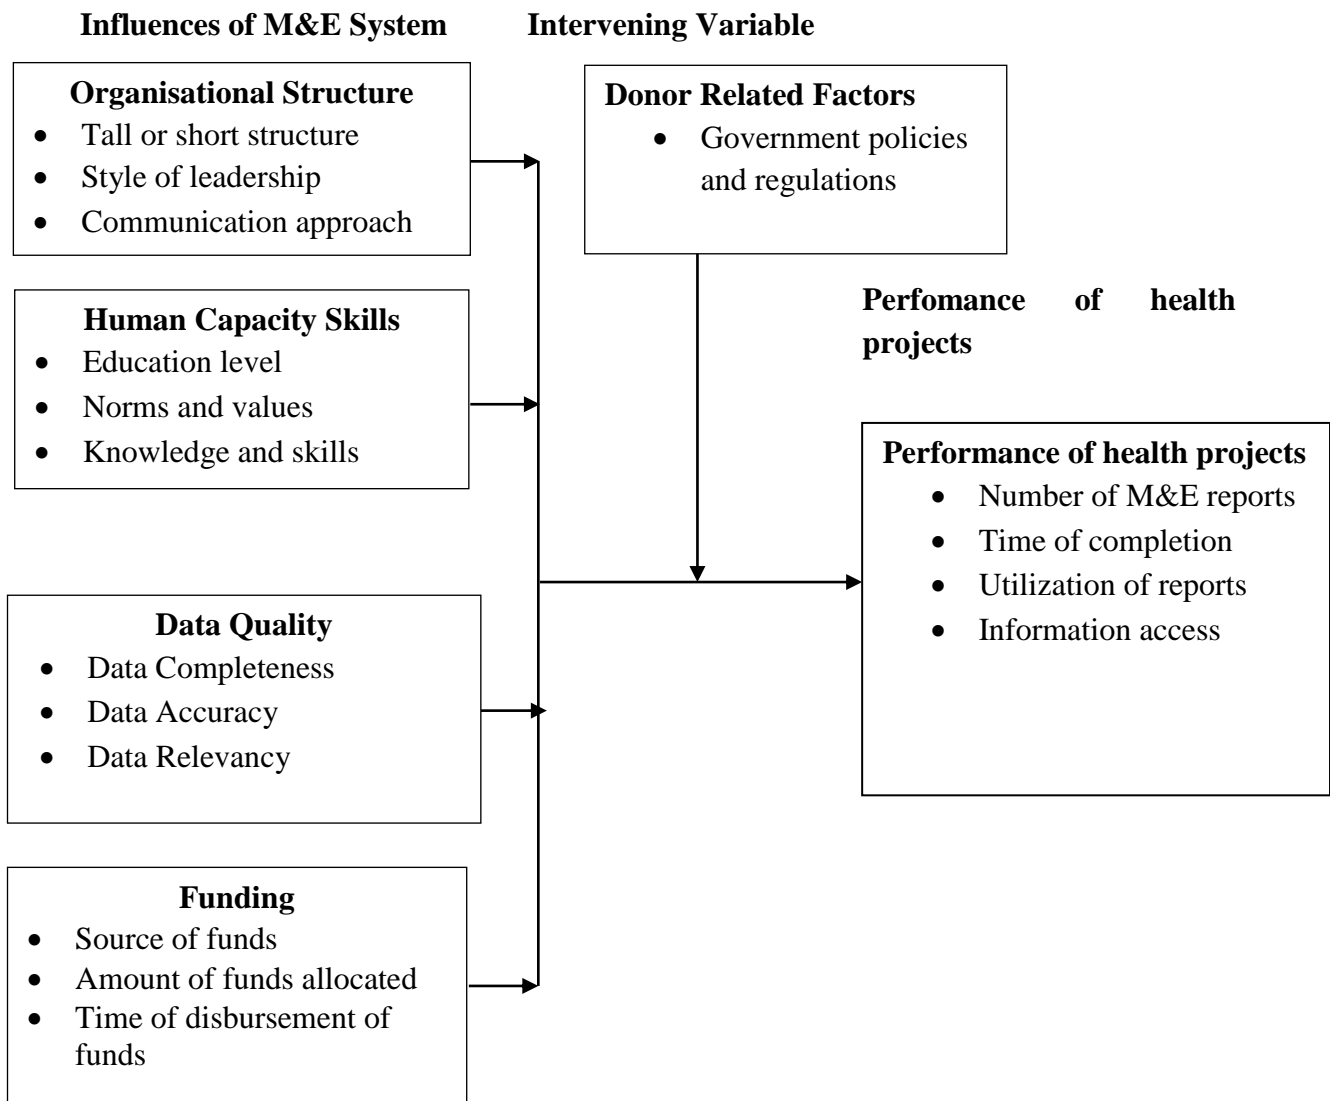 Influences of M&E System
Intervening Variable
Organisational Structure
• Tall or short structure
• Style of leadership
• Communication approach
Donor Related Factors
• Government policies
and regulations
Human Capacity Skills
• Education level
• Norms and values
• Knowledge and skills
Perfomance of health
projects
Performance of health projects
• Number of M&E reports
• Time of completion
• Utilization of reports
• Information access
Data Quality
• Data Completeness
• Data Accuracy
• Data Relevancy
Funding
• Source of funds
• Amount of funds allocated
• Time of disbursement of
funds